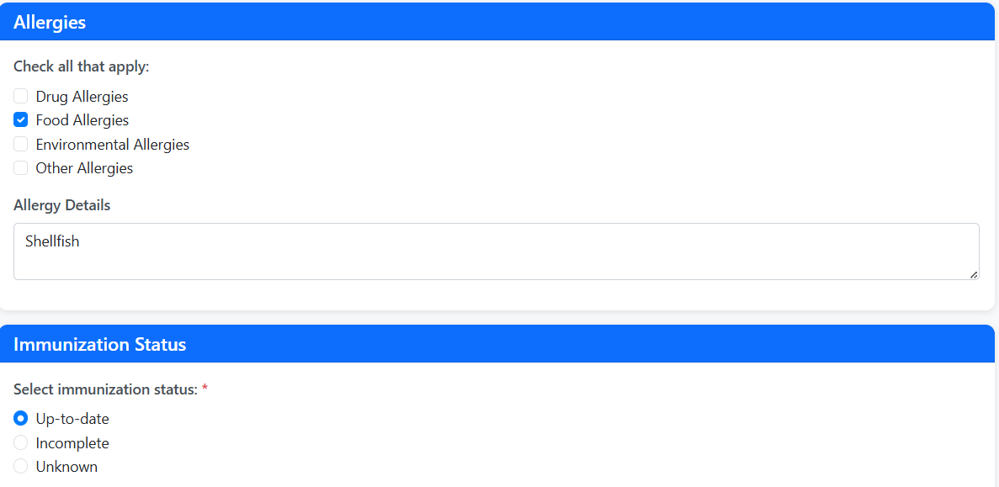 Allergies
Check all that apply:
Drug Allergies
Food Allergies
Environmental Allergies
Other Allergies
Allergy Details
Shellfish
Immunization Status
Select immunization status: *
Up-to-date
Incomplete
Unknown